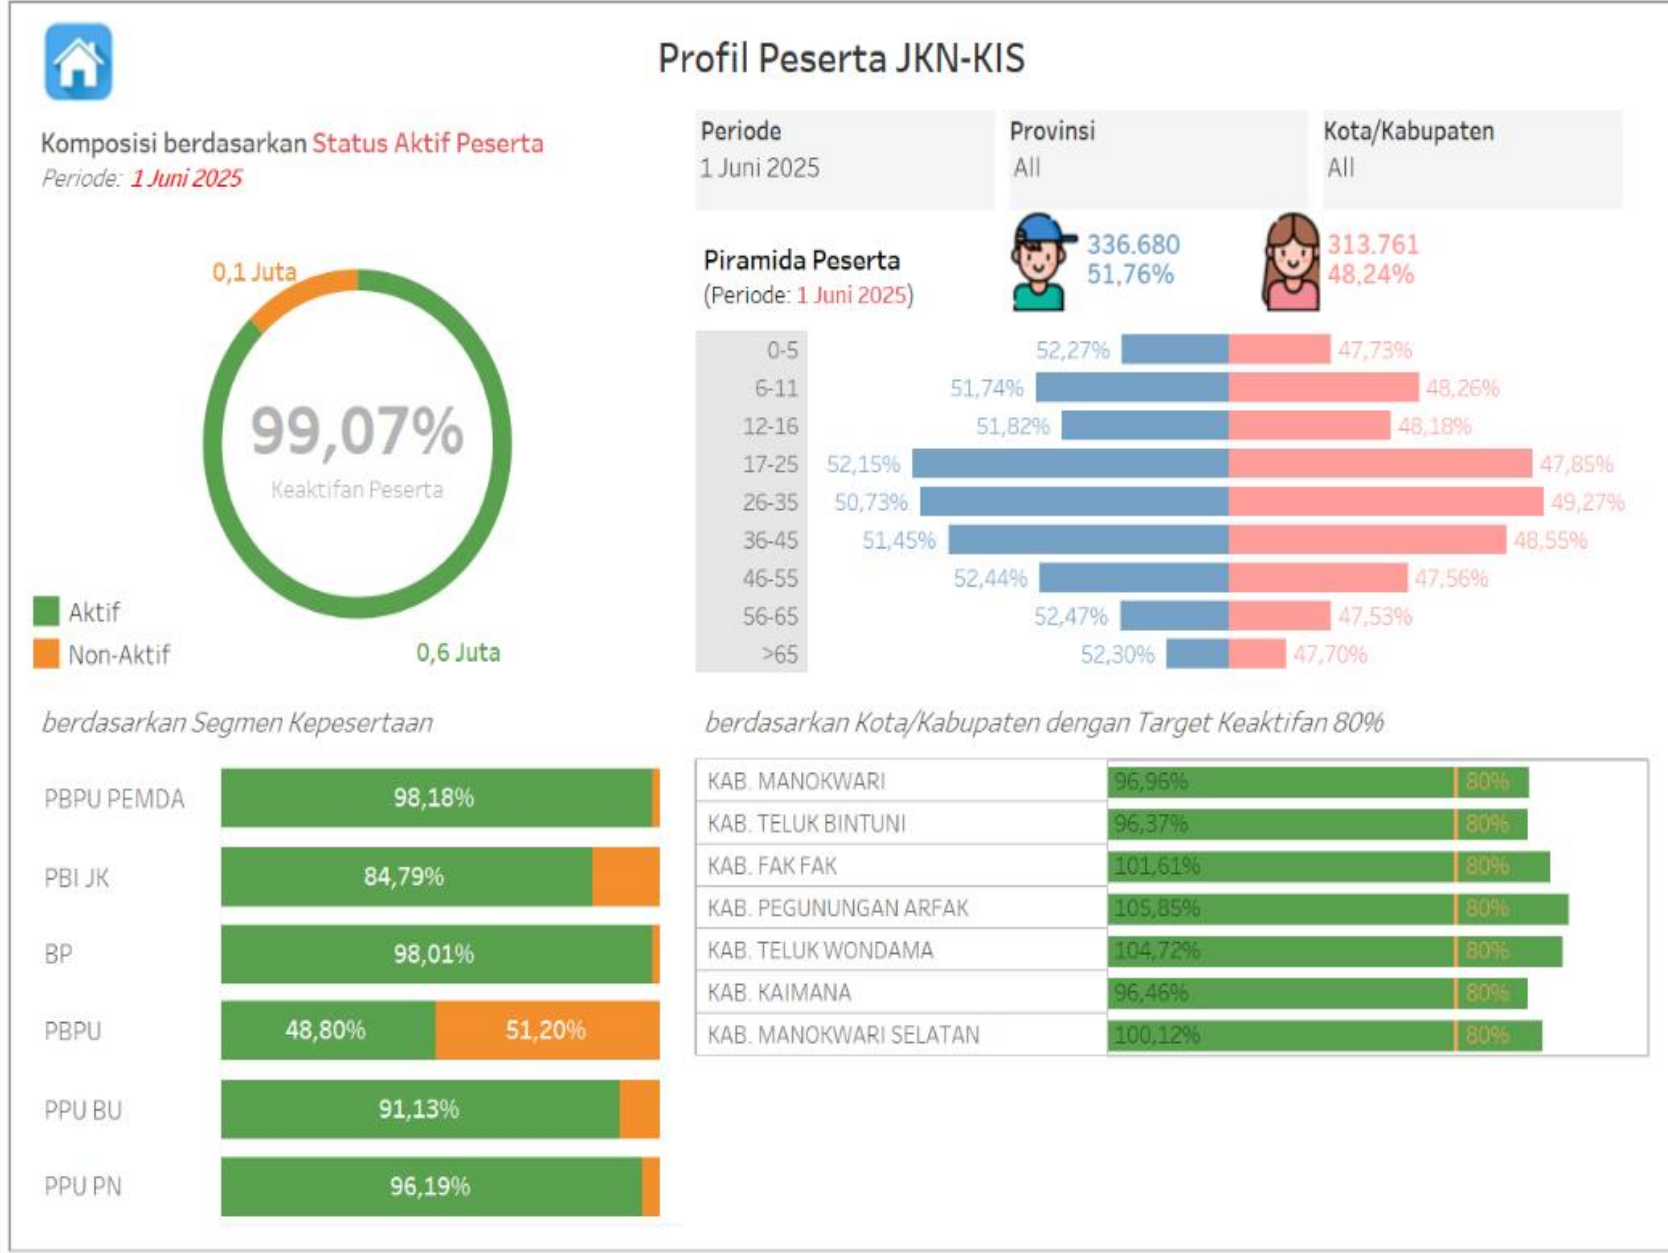 Profil Peserta JKN-KIS
Komposisi berdasarkan Status Aktif Peserta
Periode: 1 Juni 2025
Periode
1 Juni 2025
Provinsi
All
Kota/Kabupaten
All
0,1 Juta
99,07%
Keaktifan Peserta
Aktif
Non-Aktif
0,6 Juta
Piramida Peserta
(Periode: 1 Juni 2025)
336.680
51,76%
313.761
48,24%
0-5 52,27% 47,73%
6-11 51,74% 48,26%
12-16 51,82% 48,18%
17-25 52,15% 47,85%
26-35 50,73% 49,27%
36-45 51,45% 48,55%
46-55 52,44% 47,56%
56-65 52,47% 47,53%
>65 52,30% 47,70%
berdasarkan Segmen Kepesertaan
PBPU PEMDA 98,18%
PBI JK 84,79%
BP 98,01%
PBPU 48,80% 51,20%
PPU BU 91,13%
PPU PN 96,19%
berdasarkan Kota/Kabupaten dengan Target Keaktifan 80%
KAB. MANOKWARI 96,96% 80%
KAB. TELUK BINTUNI 96,37% 80%
KAB. FAK FAK 101,61% 80%
KAB. PEGUNUNGAN ARFAK 105,85% 80%
KAB. TELUK WONDAMA 104,72% 80%
KAB. KAIMANA 96,46% 80%
KAB. MANOKWARI SELATAN 100,12% 80%